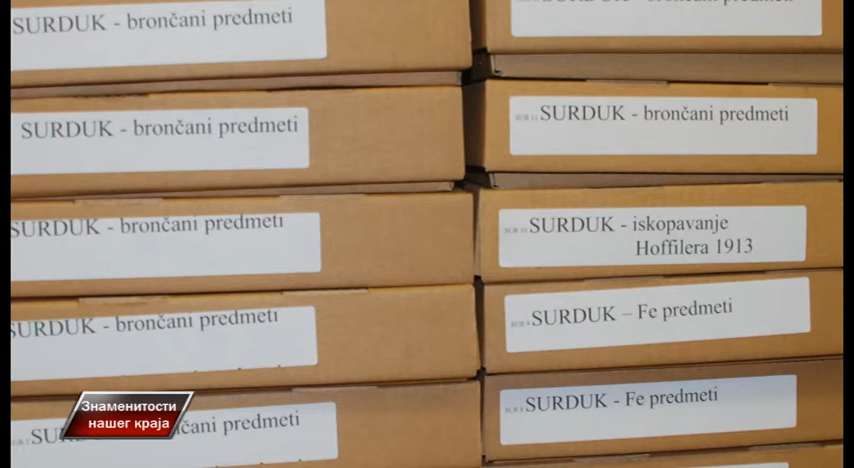 SURDUK - brončani predmeti
SURDUK - brončani predmeti
SURDUK - brončani predmeti
SURDUK - brončani predmeti
predmeti
SURDUK - brončani predmeti
SURDUK - iskopavanje
Hoffilera 1913
SURDUK – Fe predmeti
SURDUK - Fe predmeti
Знаменитости
нашег краја